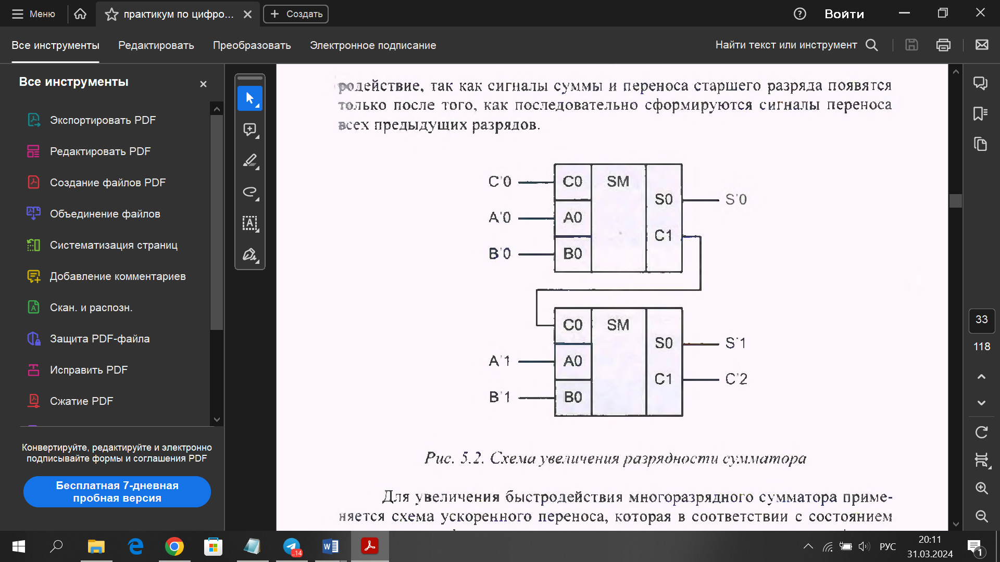 Меню
практикум по цифро...
Создать
Войти
Все инструменты
Редактировать
Преобразовать
Электронное подписание
Найти текст или инструмент
Все инструменты
Экспортировать PDF
Редактировать PDF
Создание файлов PDF
Объединение файлов
Систематизация страниц
Добавление комментариев
Скан. и распозн.
Защита PDF-файла
Исправить PDF
Сжатие PDF
Конвертируйте, редактируйте и электронно
подписывайте формы и соглашения PDF
Бесплатная 7-дневная
пробная версия
родействие, так как сигналы суммы и переноса старшего разряда появятся
только после того, как последовательно сформируются сигналы переноса
всех предыдущих разрядов.
C'0 C0 SM
S0 S'0
A'0 A0
C1
B'0 B0
C0 SM
S0 S'1
A'1 A0
C1 C'2
B'1 B0
Рис. 5.2. Схема увеличения разрядности сумматора
Для увеличения быстродействия многоразрядного сумматора приме-
няется схема ускоренного переноса, которая в соответствии с состоянием
33
118
..14
РУС
20:11
31.03.2024
1